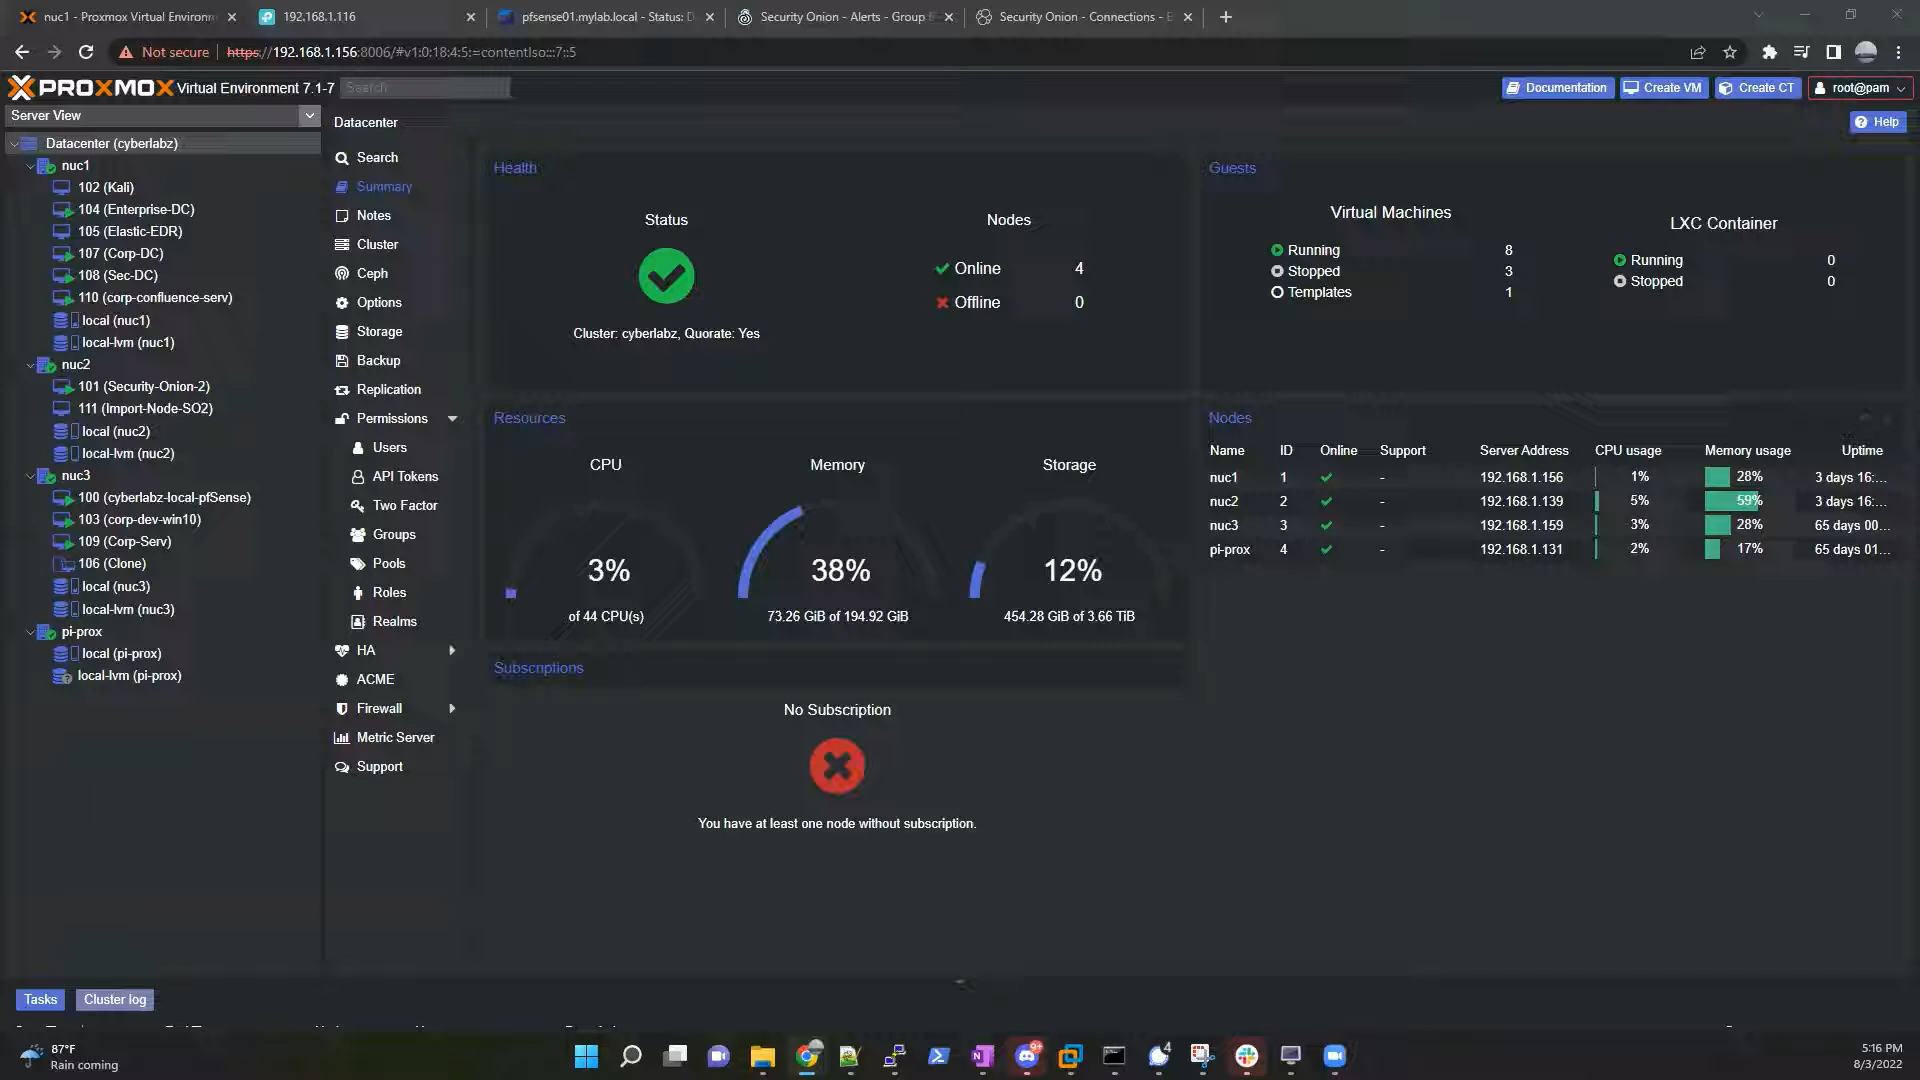 nuc1 - Proxmox Virtual Environm
192.168.1.116
pfsense01.mylab.local - Status: D
Security Onion - Alerts - Group
Security Onion - Connections -
Not secure
https://192.168.1.156:8006/#v1:0:18:4:5:=contentIso:::7::5
PROXMOX Virtual Environment 7.1-7
Search
Documentation
Create VM
Create CT
root@pam
Server View
Datacenter
Help
Datacenter (cyberlabz)
nuc1
102 (Kali)
104 (Enterprise-DC)
105 (Elastic-EDR)
107 (Corp-DC)
108 (Sec-DC)
110 (corp-confluence-serv)
local (nuc1)
local-lvm (nuc1)
nuc2
101 (Security-Onion-2)
111 (Import-Node-SO2)
local (nuc2)
local-lvm (nuc2)
nuc3
100 (cyberlabz-local-pfSense)
103 (corp-dev-win10)
109 (Corp-Serv)
106 (Clone)
local (nuc3)
local-lvm (nuc3)
pi-prox
local (pi-prox)
local-lvm (pi-prox)
Search
Summary
Notes
Cluster
Ceph
Options
Storage
Backup
Replication
Permissions
Users
API Tokens
Two Factor
Groups
Pools
Roles
Realms
HA
ACME
Firewall
Metric Server
Support
Health
Status
Nodes
Online 4
Offline 0
Cluster: cyberlabz, Quorate: Yes
Guests
Virtual Machines
Running 8
Stopped 3
Templates 1
LXC Container
Running 0
Stopped 0
Resources
CPU
3%
of 44 CPU(s)
Memory
38%
73.26 GiB of 194.92 GiB
Storage
12%
454.28 GiB of 3.66 TiB
Nodes
Name ID Online Support Server Address CPU usage Memory usage Uptime
nuc1 1 - 192.168.1.156 1% 28% 3 days 16:...
nuc2 2 - 192.168.1.139 5% 59% 3 days 16:...
nuc3 3 - 192.168.1.159 3% 28% 65 days 00...
pi-prox 4 - 192.168.1.131 2% 17% 65 days 01...
Subscriptions
No Subscription
You have at least one node without subscription.
Tasks
Cluster log
87°F
Rain coming
9+
4
5:16 PM
8/3/2022